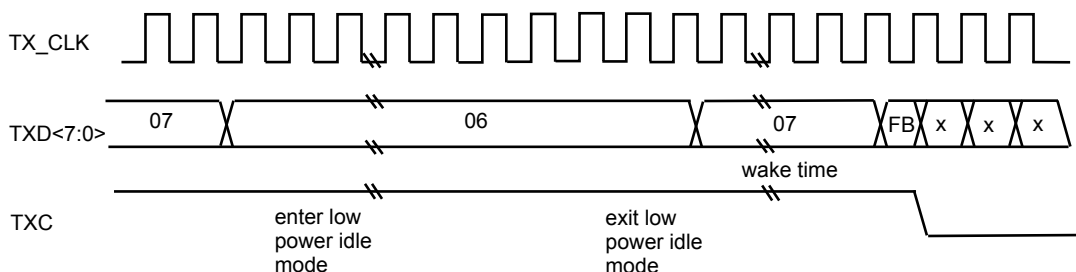 TX_CLK
TXD<7:0>
07
06
07
FB
x
x
x
wake time
TXC
enter low
power idle
mode
exit low
power idle
mode